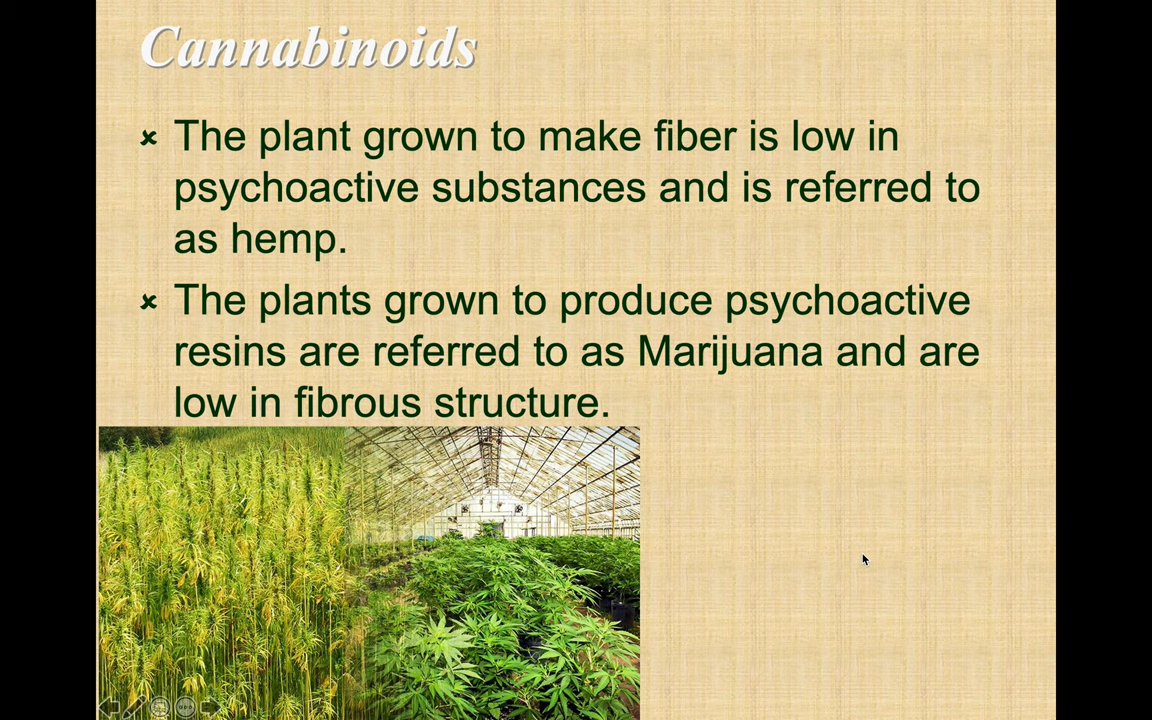 Cannabinoids
The plant grown to make fiber is low in
psychoactive substances and is referred to
as hemp.
The plants grown to produce psychoactive
resins are referred to as Marijuana and are
low in fibrous structure.